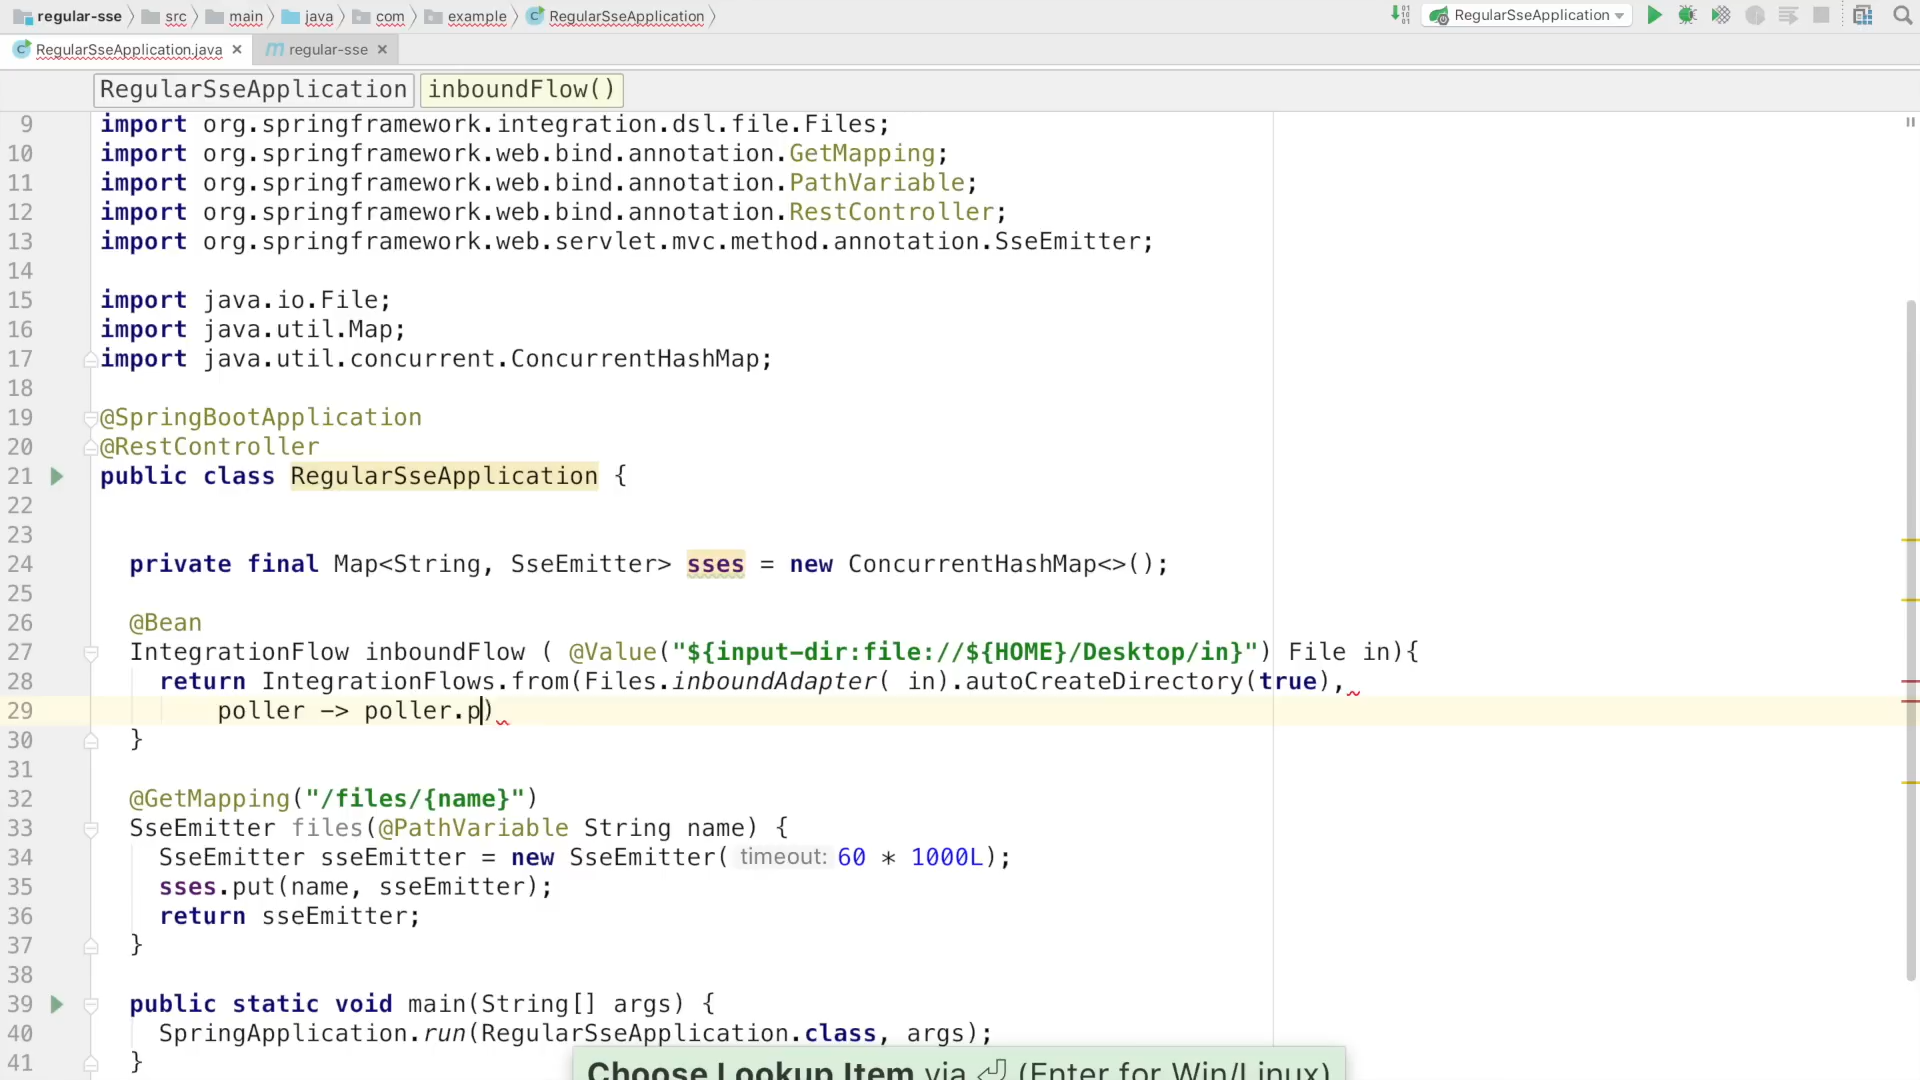 regular-sse src main java com example RegularSseApplication RegularSseApplication
RegularSseApplication.java regular-sse
RegularSseApplication inboundFlow()
9 import org.springframework.integration.dsl.file.Files;
10 import org.springframework.web.bind.annotation.GetMapping;
11 import org.springframework.web.bind.annotation.PathVariable;
12 import org.springframework.web.bind.annotation.RestController;
13 import org.springframework.web.servlet.mvc.method.annotation.SseEmitter;
14
15 import java.io.File;
16 import java.util.Map;
17 import java.util.concurrent.ConcurrentHashMap;
18
19 @SpringBootApplication
20 @RestController
21 public class RegularSseApplication {
22
23
24 private final Map<String, SseEmitter> sses = new ConcurrentHashMap<>();
25
26 @Bean
27 IntegrationFlow inboundFlow ( @Value("${input-dir:file://${HOME}/Desktop/in}") File in){
28 return IntegrationFlows.from(Files.inboundAdapter( in).autoCreateDirectory(true),
29 poller -> poller.p)
30 }
31
32 @GetMapping("/files/{name}")
33 SseEmitter files(@PathVariable String name) {
34 SseEmitter sseEmitter = new SseEmitter( timeout: 60 * 1000L);
35 sses.put(name, sseEmitter);
36 return sseEmitter;
37 }
38
39 public static void main(String[] args) {
40 SpringApplication.run(RegularSseApplication.class, args);
41 }
Choose Lookup Item via ⏎ (Enter for Win/Linux)